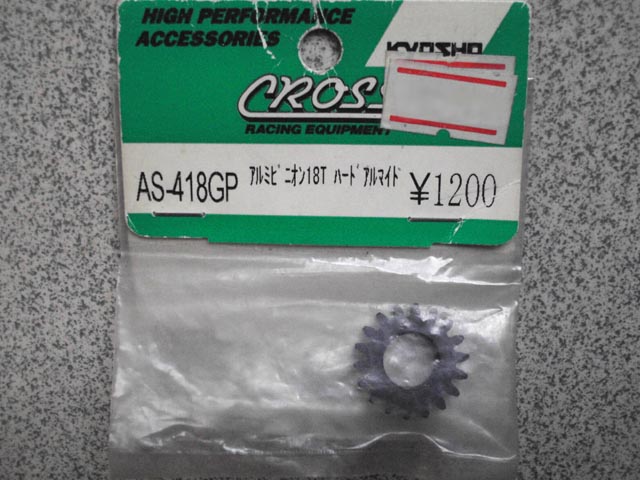 HIGH PERFORMANCE
ACCESSORIES
KYOSHO
CROSS
RACING EQUIPMENT
AS-418GP ｱﾙﾐﾋﾟﾆｵﾝ18T ﾊｰﾄﾞｱﾙﾏｲﾄﾞ ¥1200